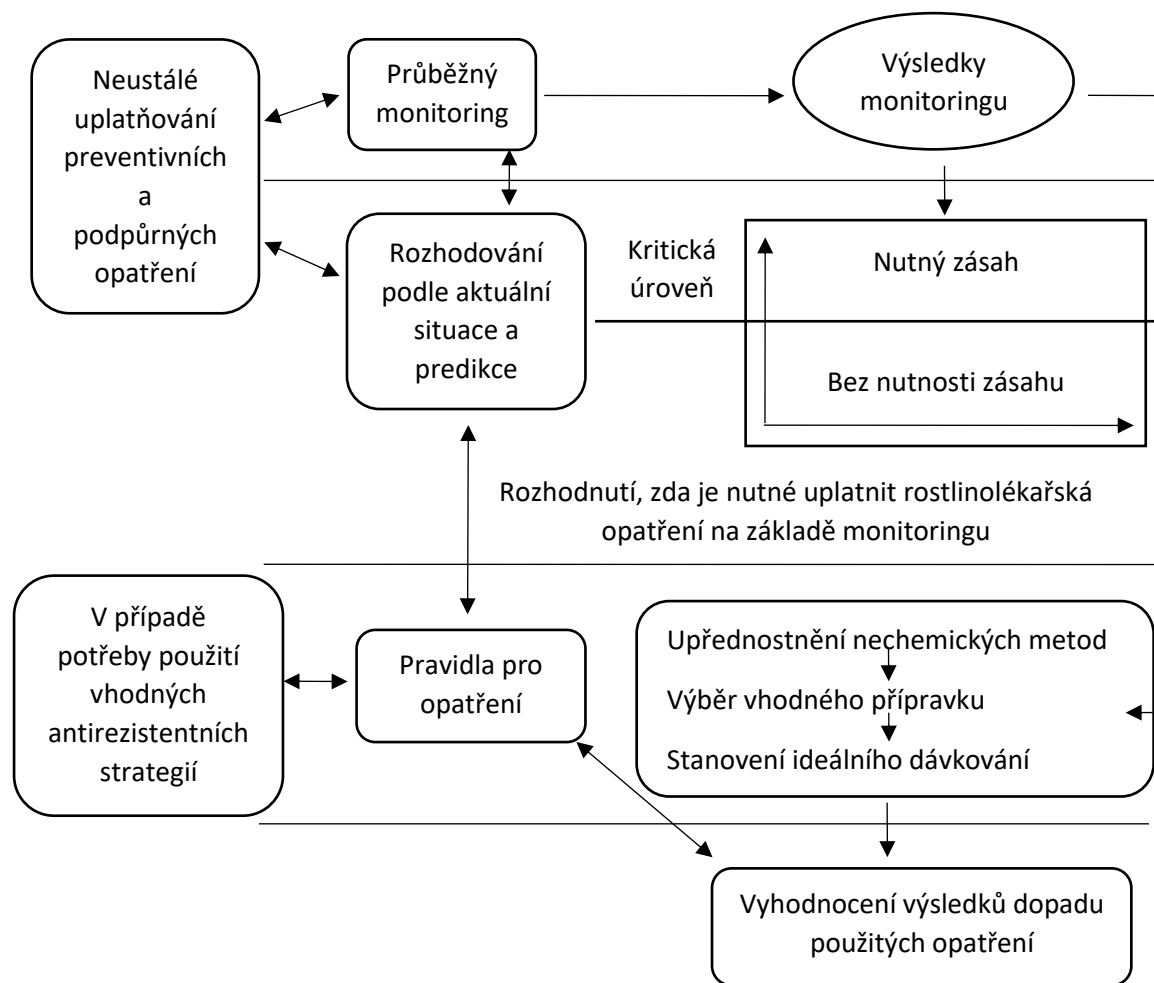 Neustálé
uplatňování
preventivních
a
podpůrných
opatření
Průběžný
monitoring
Výsledky
monitoringu
Rozhodování
podle aktuální
situace a
predikce
Kritická
úroveň
Nutný zásah
Bez nutnosti zásahu
Rozhodnutí, zda je nutné uplatnit rostlinolékařská
opatření na základě monitoringu
V případě
potřeby použití
vhodných
antirezistentních
strategií
Pravidla pro
opatření
Upřednostnění nechemických metod
Výběr vhodného přípravku
Stanovení ideálního dávkování
Vyhodnocení výsledků dopadu
použitých opatření